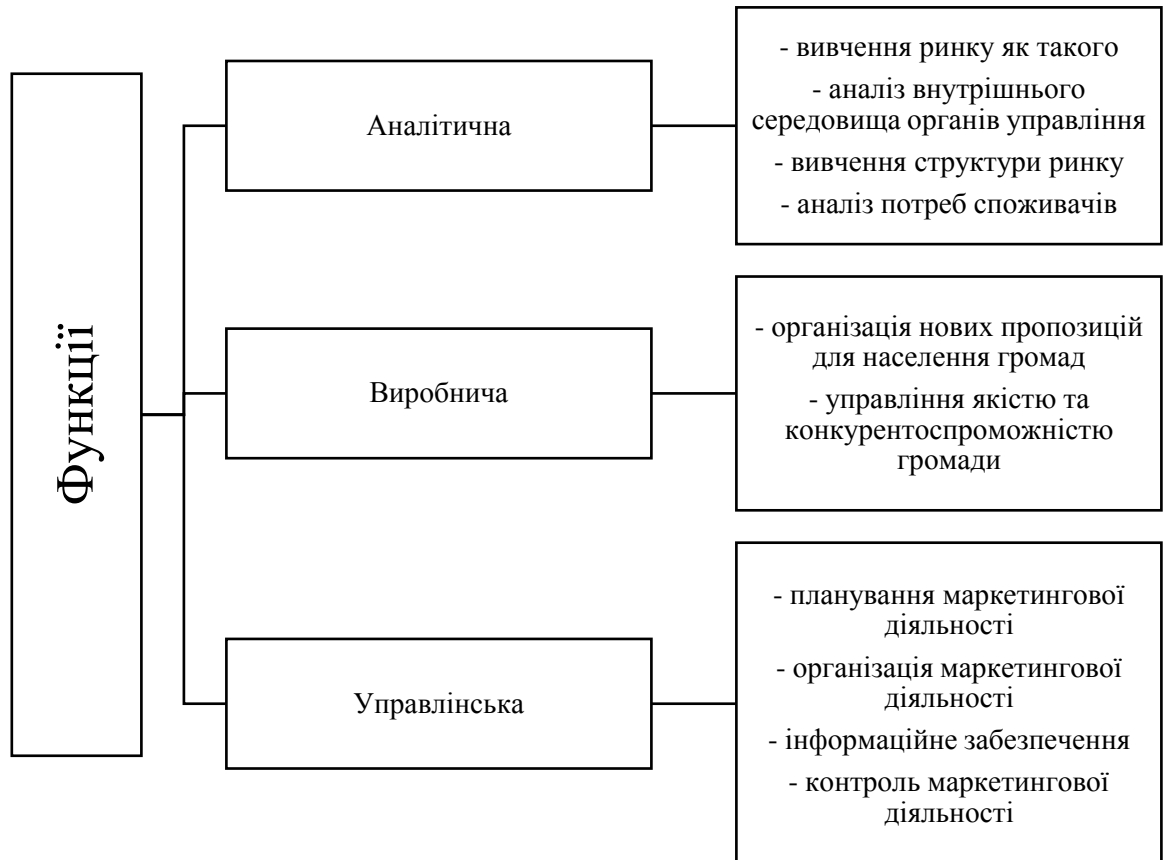 Функції
Аналітична
- вивчення ринку як такого
- аналіз внутрішнього
середовища органів управління
- вивчення структури ринку
- аналіз потреб споживачів
Виробнича
- організація нових пропозицій
для населення громад
- управління якістю та
конкурентоспроможністю
громади
Управлінська
- планування маркетингової
діяльності
- організація маркетингової
діяльності
- інформаційне забезпечення
- контроль маркетингової
діяльності